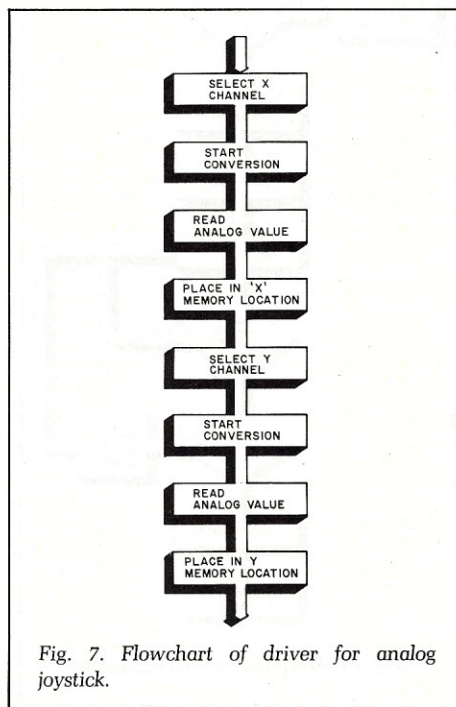 SELECT X
CHANNEL
START
CONVERSION
READ
ANALOG VALUE
PLACE IN 'X'
MEMORY LOCATION
SELECT Y
CHANNEL
START
CONVERSION
READ
ANALOG VALUE
PLACE IN Y
MEMORY LOCATION
Fig. 7. Flowchart of driver for analog
joystick.